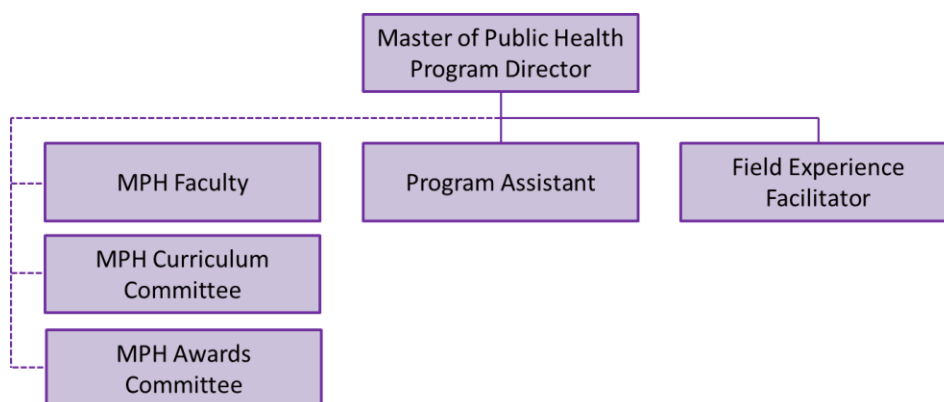 Master of Public Health
Program Director
MPH Faculty
Program Assistant
Field Experience
Facilitator
MPH Curriculum
Committee
MPH Awards
Committee